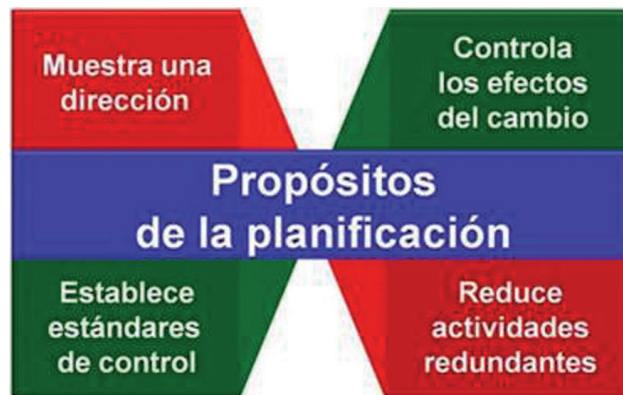 Muestra una
dirección
Controla
los efectos
del cambio
Propósitos
de la planificación
Establece
estándares
de control
Reduce
actividades
redundantes